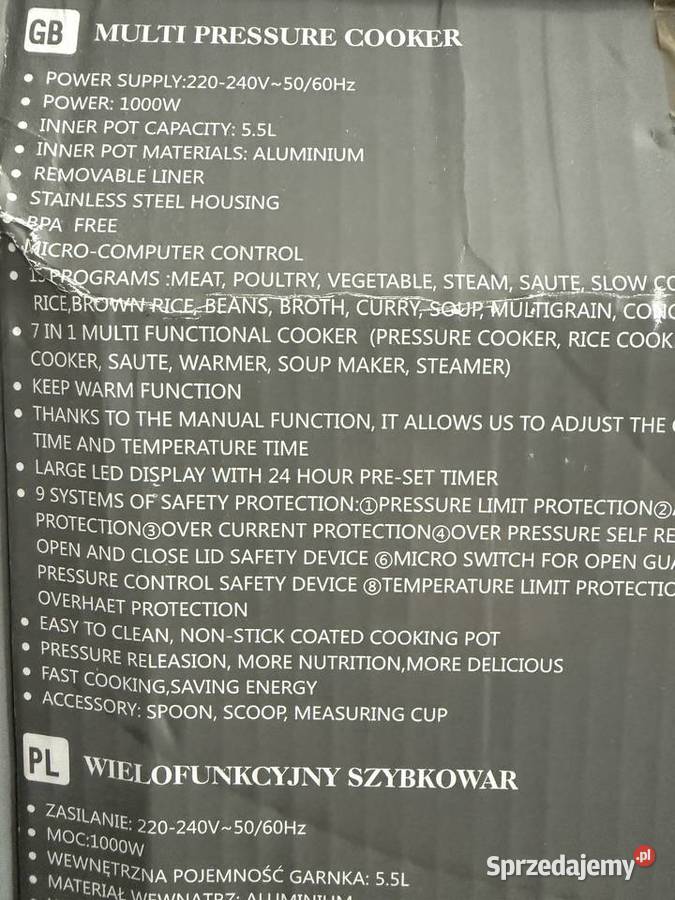 GB MULTI PRESSURE COOKER
• POWER SUPPLY:220-240V~50/60Hz
• POWER: 1000W
• INNER POT CAPACITY: 5.5L
• INNER POT MATERIALS: ALUMINIUM
• REMOVABLE LINER
• STAINLESS STEEL HOUSING
• BPA FREE
• MICRO-COMPUTER CONTROL
• PROGRAMS :MEAT, POULTRY, VEGETABLE, STEAM, SAUTE, SLOW
RICE,BROWN RICE, BEANS, BROTH, CURRY, SOUP, MULTIGRAIN,
• 7 IN 1 MULTI FUNCTIONAL COOKER (PRESSURE COOKER, RICE COOK
COOKER, SAUTE, WARMER, SOUP MAKER, STEAMER)
• KEEP WARM FUNCTION
• THANKS TO THE MANUAL FUNCTION, IT ALLOWS US TO ADJUST THE
TIME AND TEMPERATURE TIME
• LARGE LED DISPLAY WITH 24 HOUR PRE-SET TIMER
• 9 SYSTEMS OF SAFETY PROTECTION:①PRESSURE LIMIT PROTECTION②
PROTECTION③OVER CURRENT PROTECTION④OVER PRESSURE SELF RE
OPEN AND CLOSE LID SAFETY DEVICE ⑥MICRO SWITCH FOR OPEN GUA
PRESSURE CONTROL SAFETY DEVICE ⑧TEMPERATURE LIMIT PROTECTIO
OVERHAET PROTECTION
• EASY TO CLEAN, NON-STICK COATED COOKING POT
• PRESSURE RELEASION, MORE NUTRITION,MORE DELICIOUS
• FAST COOKING,SAVING ENERGY
• ACCESSORY: SPOON, SCOOP, MEASURING CUP
PL WIELOFUNKCYJNY SZYBKOWAR
• ZASILANIE: 220-240V~50/60Hz
• MOC:1000W
• WEWNĘTRZNA POJEMNOŚĆ GARNKA: 5.5L
• MATERIAŁ WEWNĄTRZ: ALUMINIUM
Sprzedajemy.pl